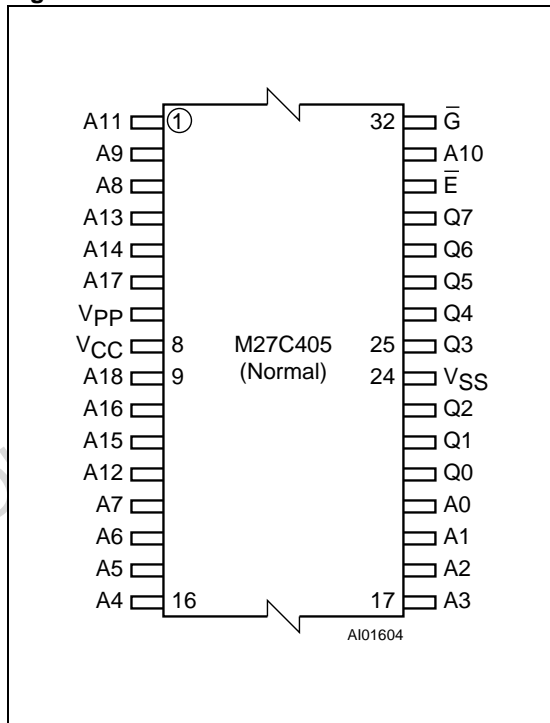 A11 1 32 G̅
A9 A10
A8 E̅
A13 Q7
A14 Q6
A17 Q5
VPP Q4
VCC 8 M27C405 25 Q3
A18 9 (Normal) 24 VSS
A16 Q2
A15 Q1
A12 Q0
A7 A0
A6 A1
A5 A2
A4 16 17 A3
AI01604